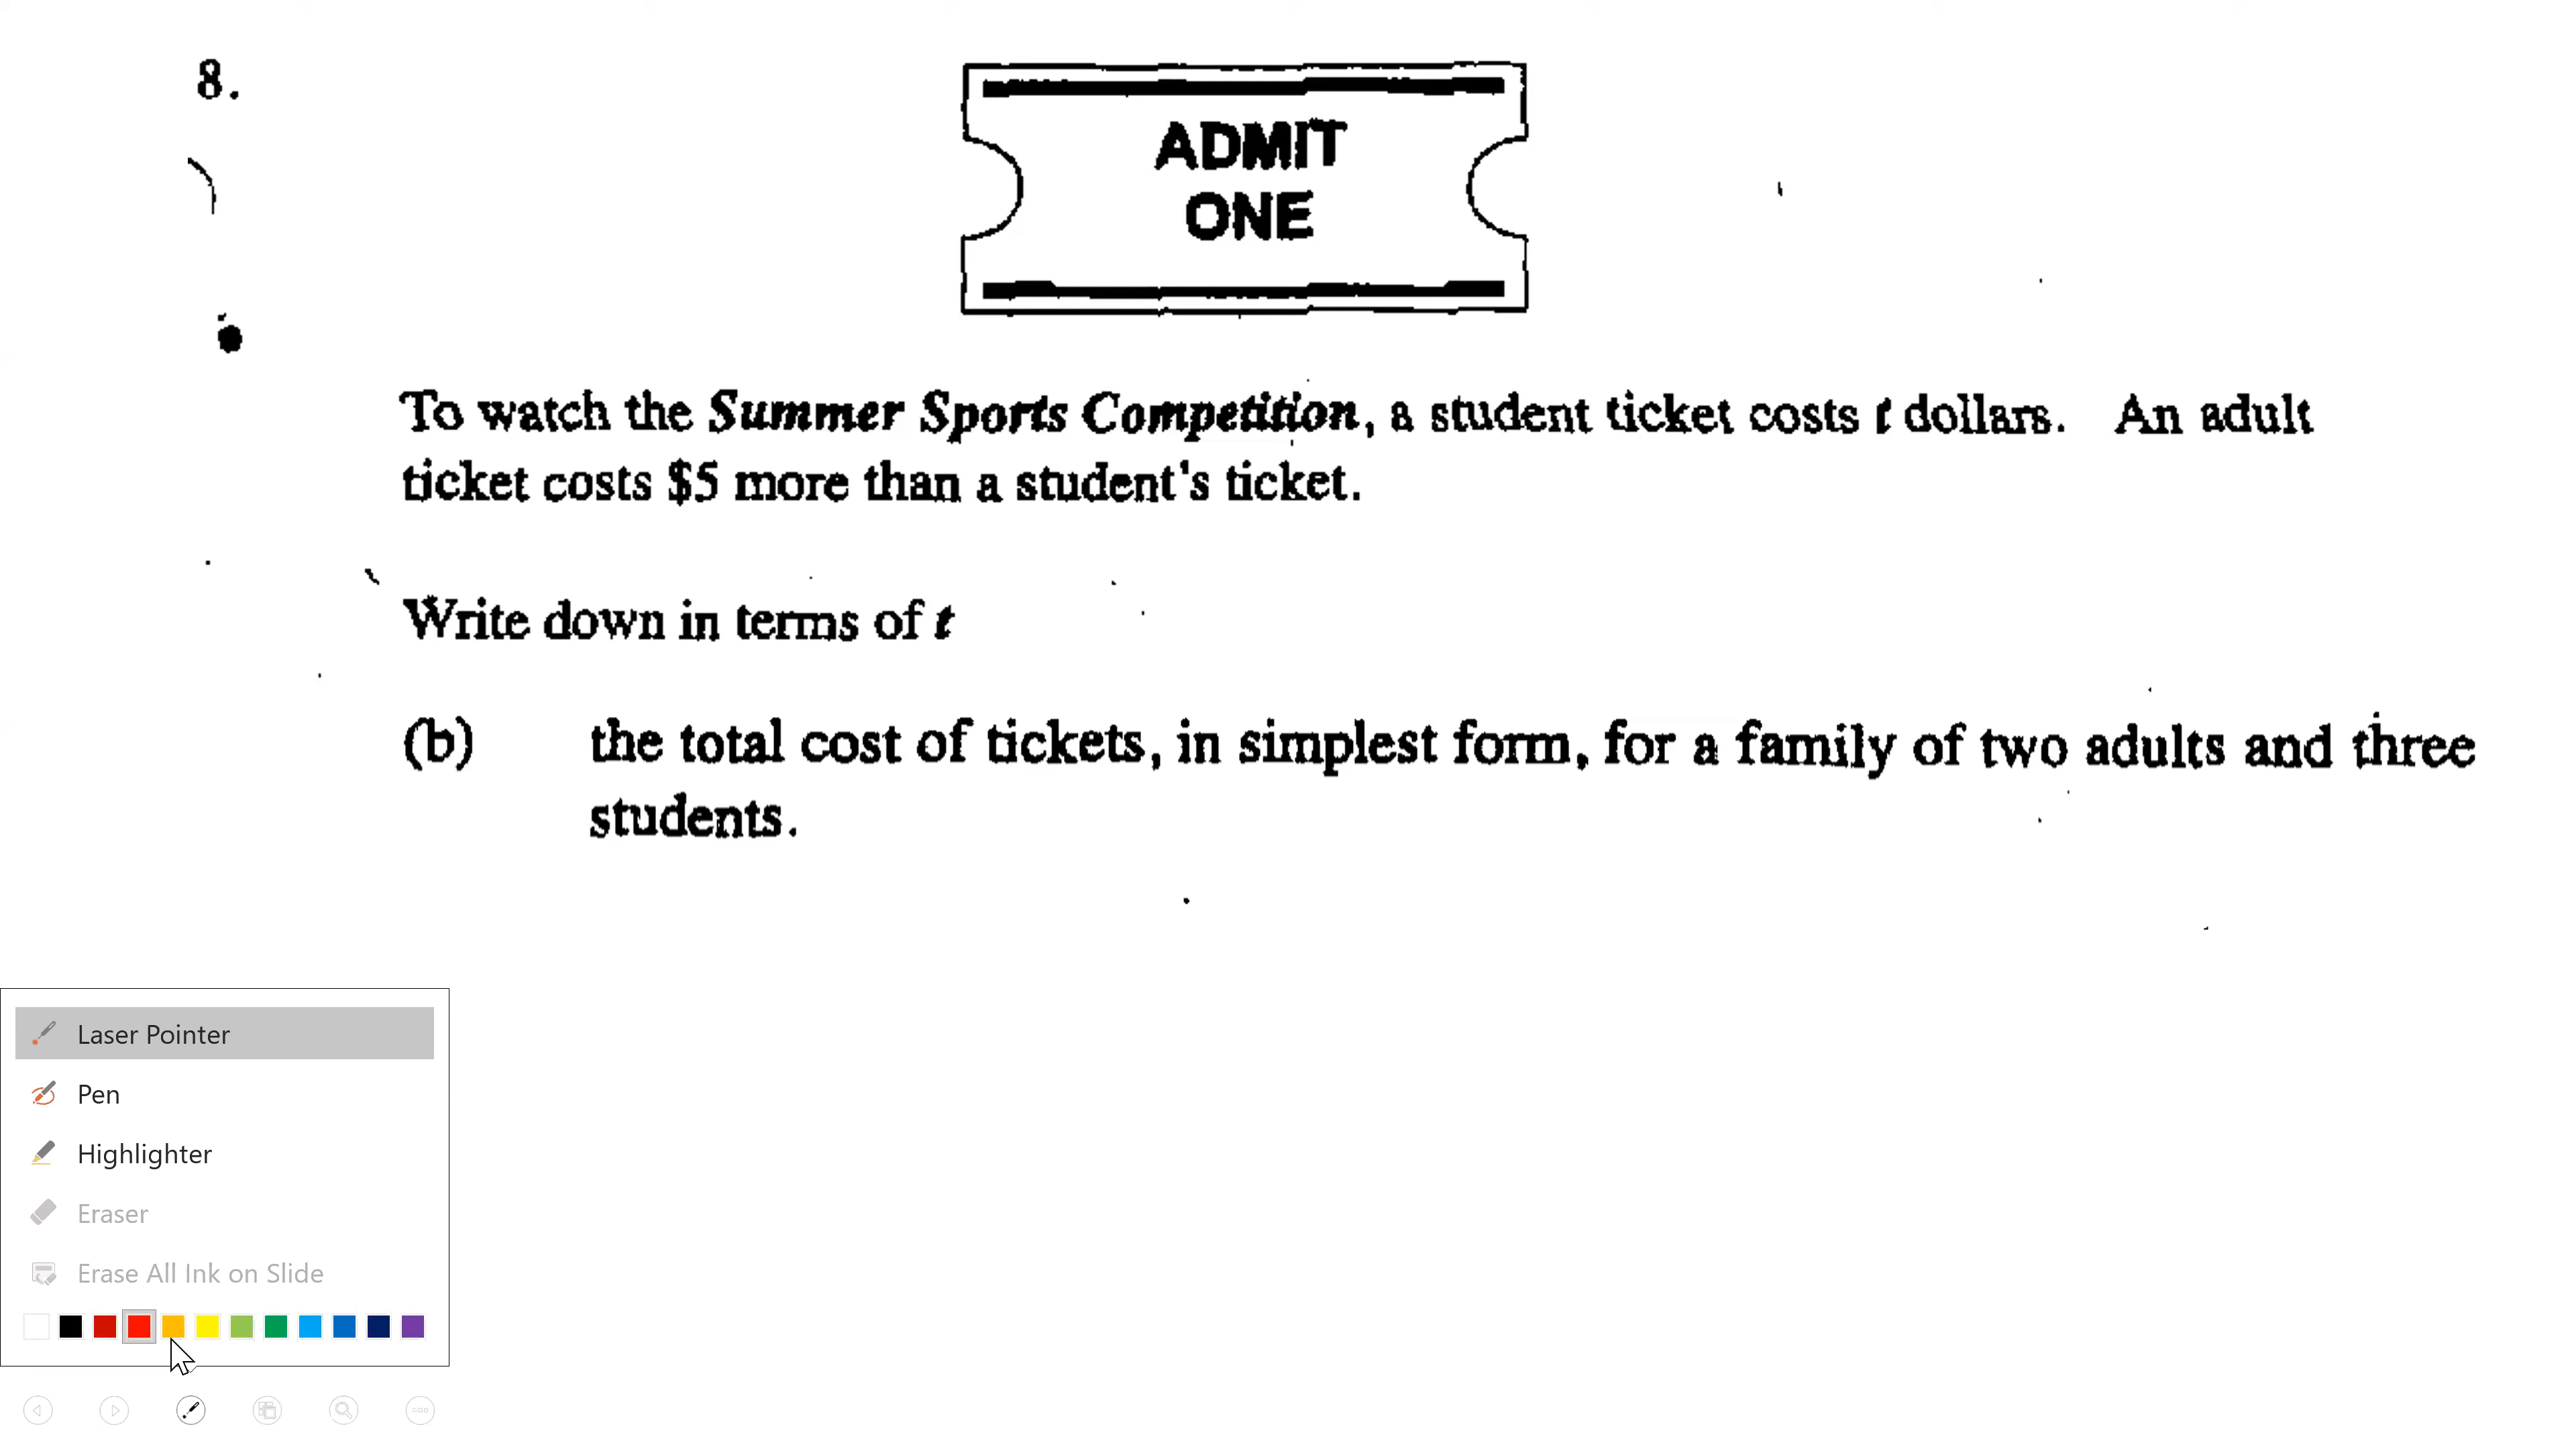 8.
ADMIT
ONE
To watch the Summer Sports Competition, a student ticket costs t dollars. An adult
ticket costs $5 more than a student's ticket.
Write down in terms of t
(b) the total cost of tickets, in simplest form, for a family of two adults and three
students.
Laser Pointer
Pen
Highlighter
Eraser
Erase All Ink on Slide